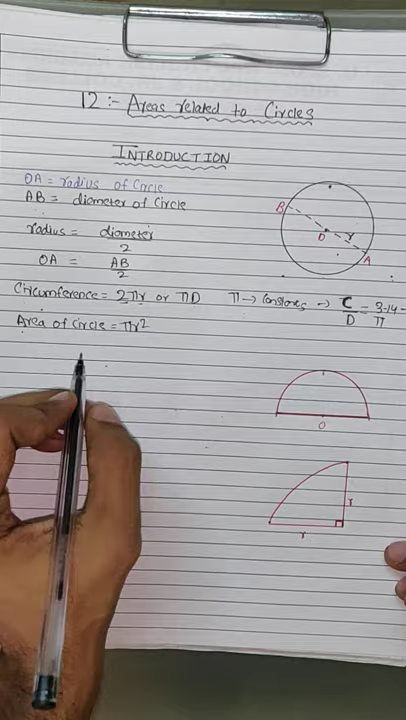 12:- Areas related to Circles
INTRODUCTION
OA = radius of Circle
AB = diameter of Circle
radius = diameter
2
OA = AB
2
Circumference = 2πr or πD π → Constant → C = 3.14
D π
Area of Circle = πr²
B
O r
A
O
r
r